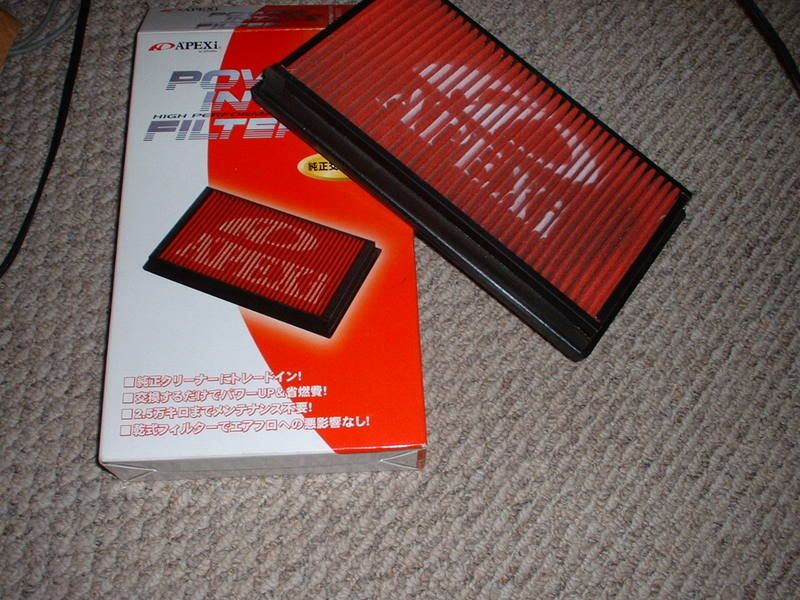 APEXi
POW
IN
HIGH PERFORM
FILTE
純正交
APEXi
APEXi
■純正クリーナーにトレードイン!
■交換するだけでパワーUP&省燃費!
■2.5万キロまでメンテナンス不要!
■乾式フィルターでエアフロへの悪影響なし!